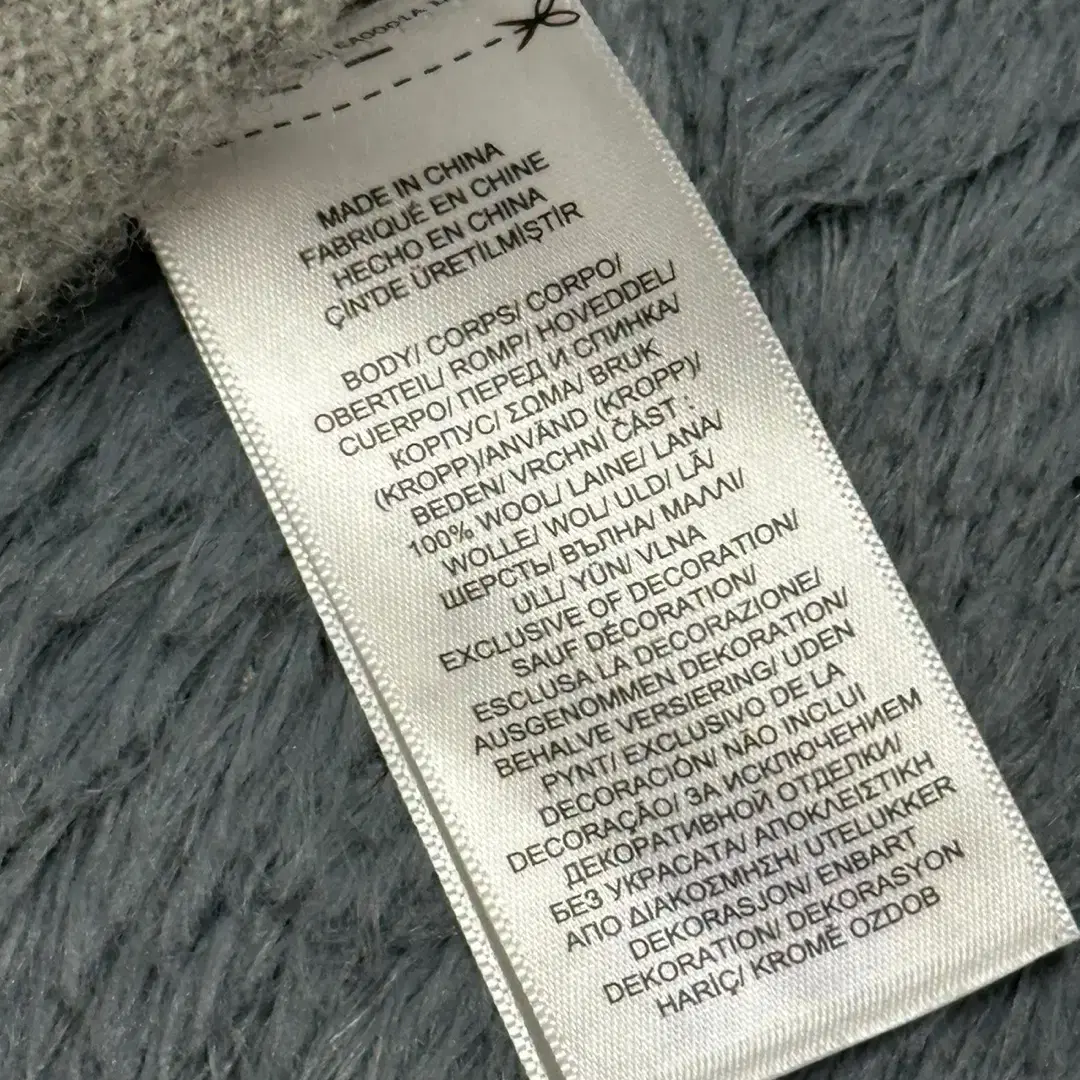 MADE IN CHINA
FABRIQUÉ EN CHINE
HECHO EN CHINA
ÇİN'DE ÜRETİLMİŞTİR
BODY/ CORPS/ CORPO/
OBERTEIL/ ROMP/ HOVEDDEL/
CUERPO/ ПЕРЕД И СПИНКА/
КОРПУС/ ΣΩΜΑ/ BRUK
(KROPP)/ANVÄND (KROPP)/
BEDEN/ VRCHNÍ ČÁST :
100% WOOL/ LAINE/ LANA/
WOLLE/ WOL/ ULD/ LÃ/
ШЕРСТЬ/ ВЪЛНА/ ΜΑΛΛΙ/
ULL/ YÜN/ VLNA
EXCLUSIVE OF DECORATION/
SAUF DÉCORATION/
ESCLUSA LA DECORAZIONE/
AUSGENOMMEN DEKORATION/
BEHALVE VERSIERING/ UDEN
PYNT/ EXCLUSIVO DE LA
DECORACIÓN/ NÃO INCLUI
DECORAÇÃO/ ЗА ИСКЛЮЧЕНИЕМ
ДЕКОРАТИВНОЙ ОТДЕЛКИ/
БЕЗ УКРАСАТА/ ΑΠΟΚΛΕΙΣΤΙΚΗ
ΑΠΟ ΔΙΑΚΟΣΜΗΣΗ/ UTELUKKER
DEKORASJON/ ENBART
DEKORATION/ DEKORASYON
HARIÇ/ KROMĚ OZDOB